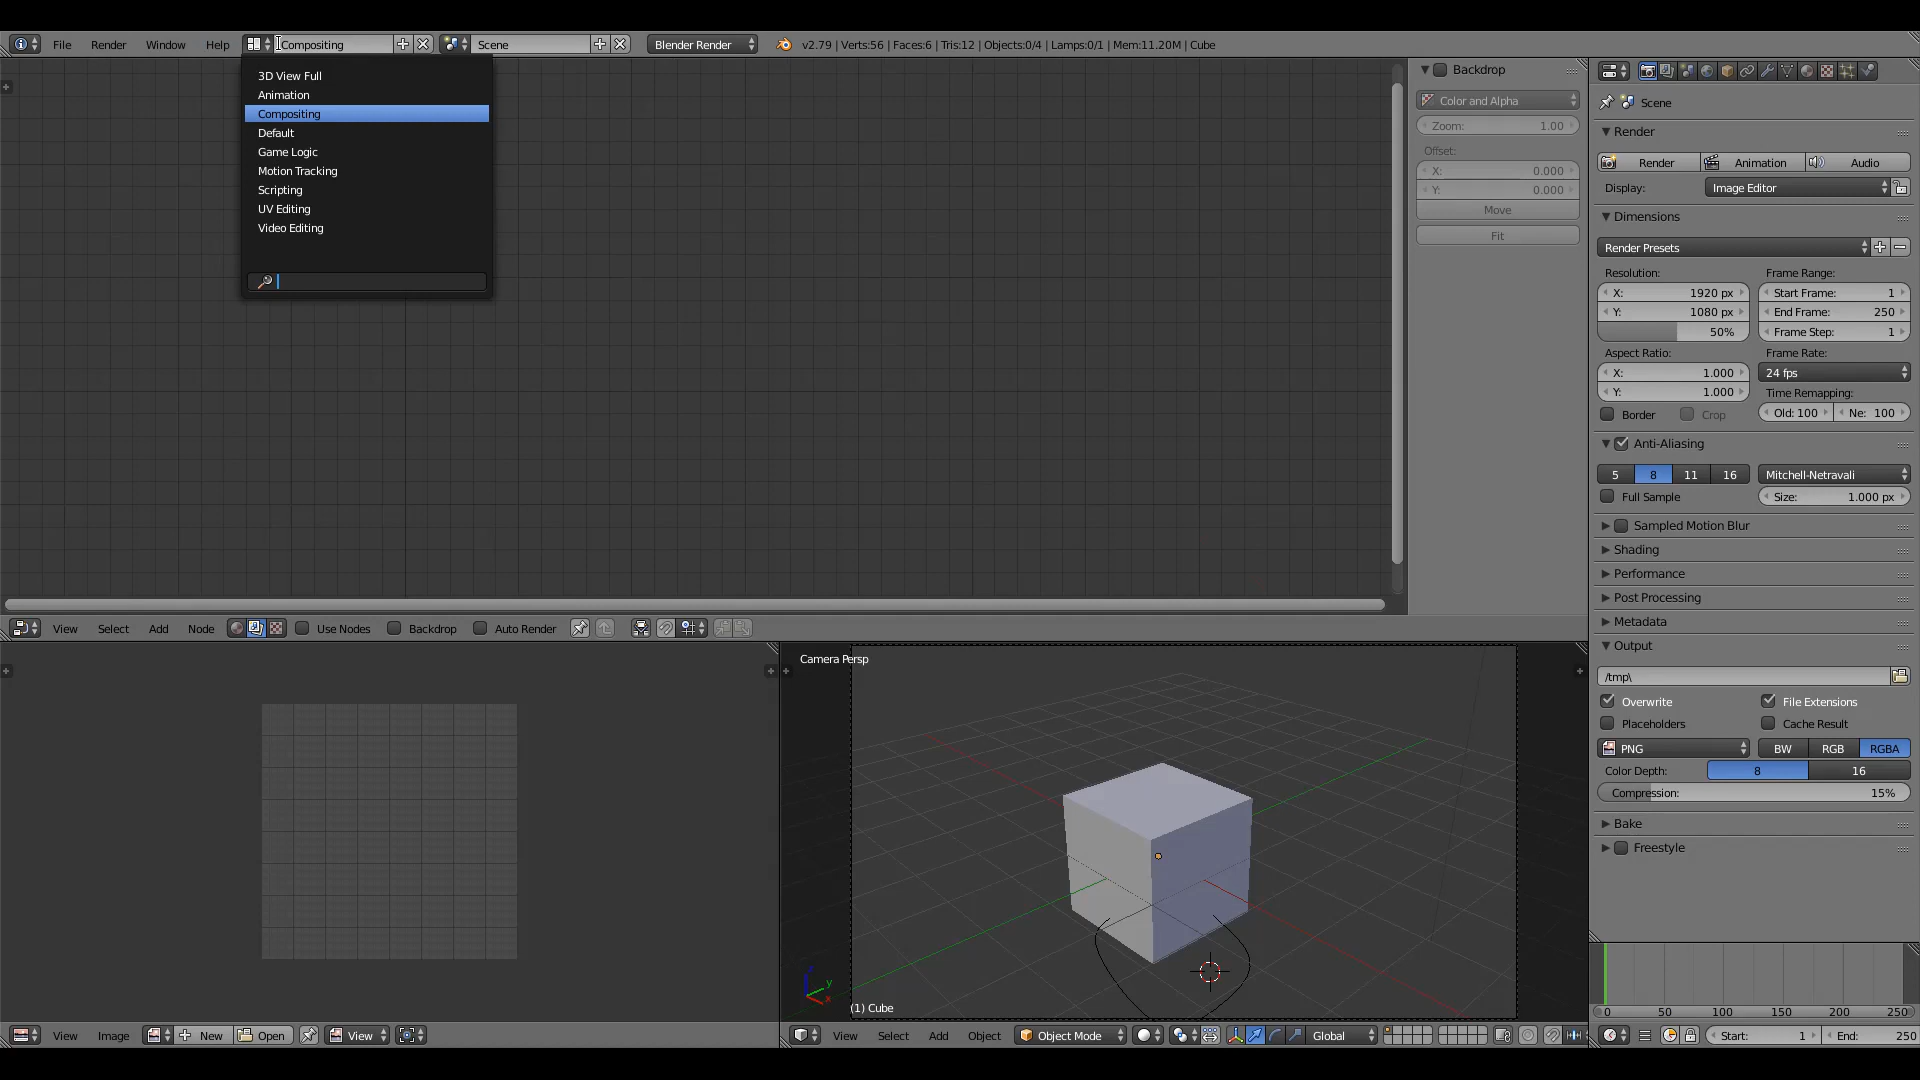 File Render Window Help Compositing Scene Blender Render v2.79 | Verts:56 | Faces:6 | Tris:12 | Objects:0/4 | Lamps:0/1 | Mem:11.20M | Cube
3D View Full
Animation
Compositing
Default
Game Logic
Motion Tracking
Scripting
UV Editing
Video Editing
Backdrop
Color and Alpha
Zoom: 1.00
Offset:
X: 0.000
Y: 0.000
Move
Fit
Scene
Render
Render Animation Audio
Display: Image Editor
Dimensions
Render Presets
Resolution: Frame Range:
X: 1920 px Start Frame: 1
Y: 1080 px End Frame: 250
50% Frame Step: 1
Aspect Ratio: Frame Rate:
X: 1.000 24 fps
Y: 1.000 Time Remapping:
Border Crop Old: 100 Ne: 100
Anti-Aliasing
5 8 11 16 Mitchell-Netravali
Full Sample Size: 1.000 px
Sampled Motion Blur
Shading
Performance
Post Processing
Metadata
Output
/tmp\
Overwrite File Extensions
Placeholders Cache Result
PNG BW RGB RGBA
Color Depth: 8 16
Compression: 15%
Bake
Freestyle
View Select Add Node Use Nodes Backdrop Auto Render
Camera Persp
z
y
x
(1) Cube
0 50 100 150 200 250
View Image New Open View
View Select Add Object Object Mode Global
Start: 1 End: 250